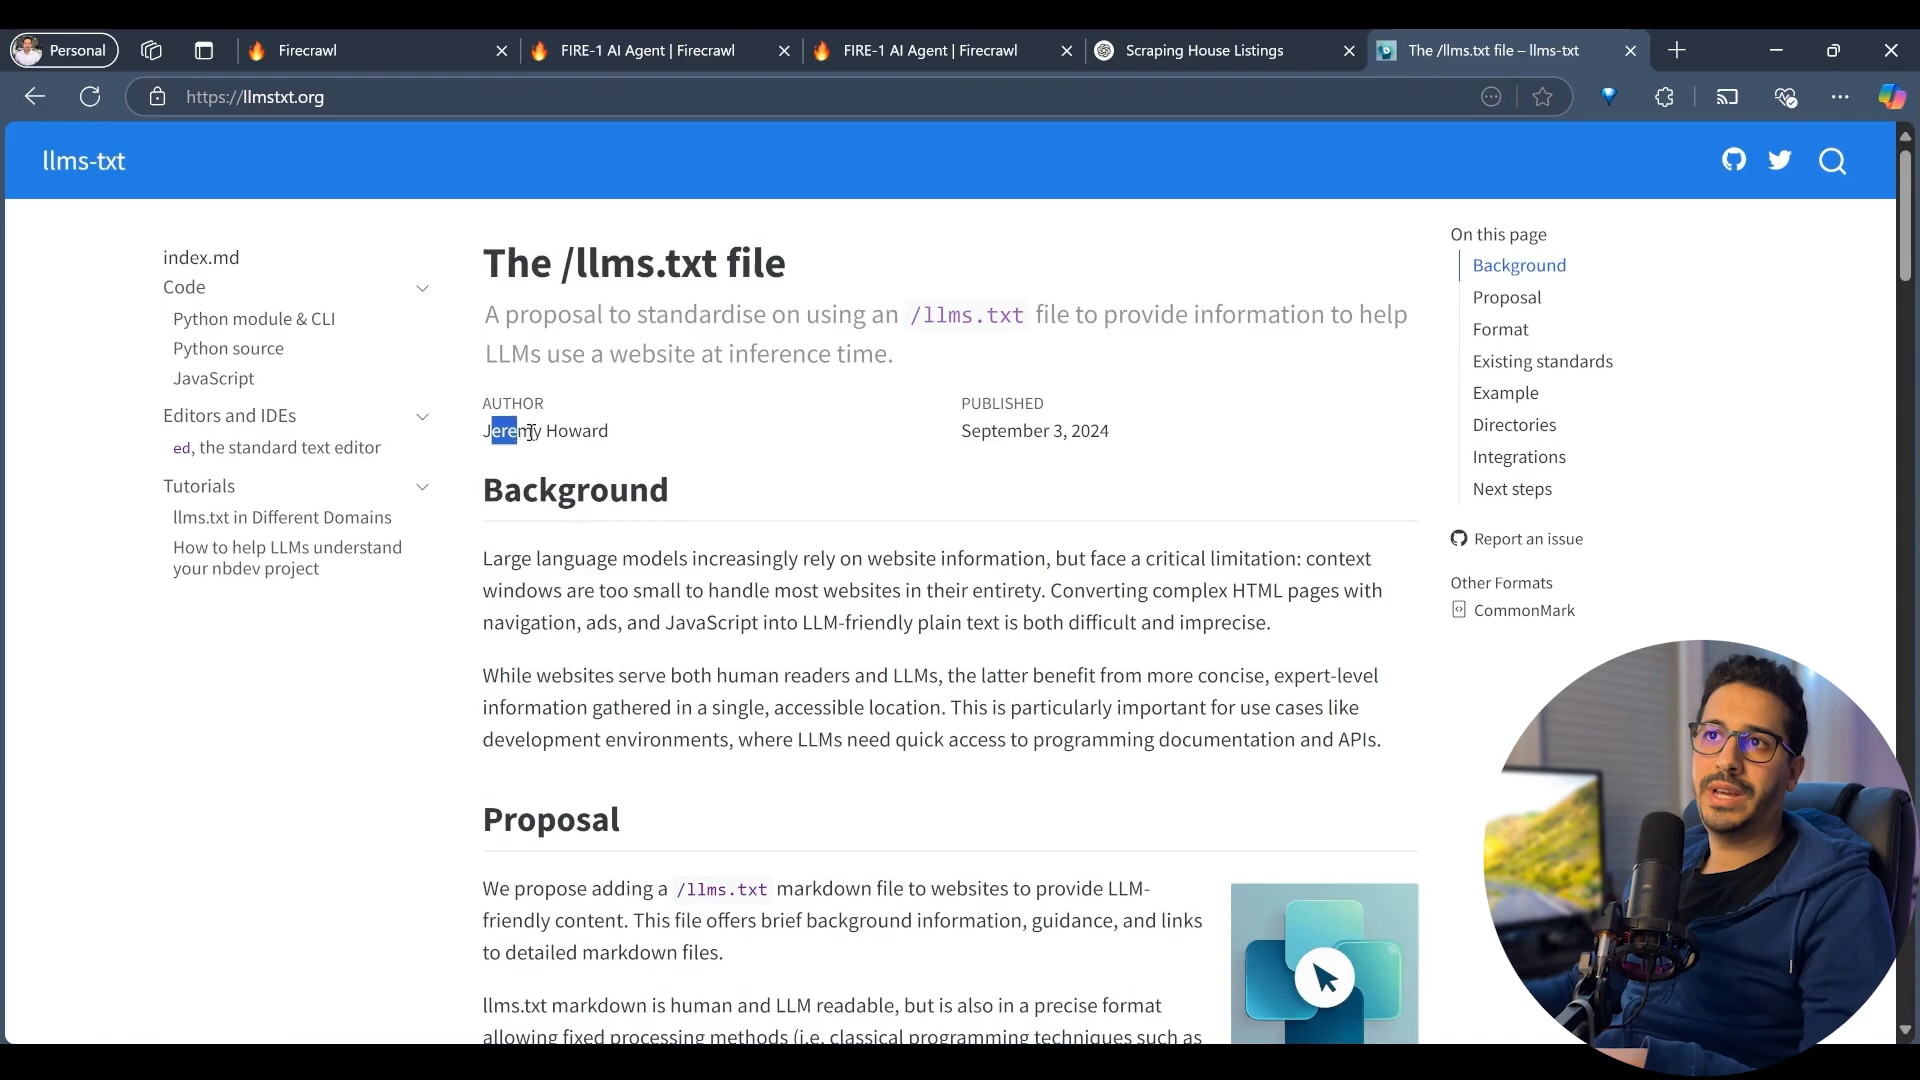 Personal
Firecrawl
FIRE-1 AI Agent | Firecrawl
FIRE-1 AI Agent | Firecrawl
Scraping House Listings
The /llms.txt file – llms-txt
https://llmstxt.org
llms-txt
index.md
Code
Python module & CLI
Python source
JavaScript
Editors and IDEs
ed, the standard text editor
Tutorials
llms.txt in Different Domains
How to help LLMs understand
your nbdev project
The /llms.txt file
A proposal to standardise on using an /llms.txt file to provide information to help
LLMs use a website at inference time.
AUTHOR
Jeremy Howard
PUBLISHED
September 3, 2024
Background
Large language models increasingly rely on website information, but face a critical limitation: context
windows are too small to handle most websites in their entirety. Converting complex HTML pages with
navigation, ads, and JavaScript into LLM-friendly plain text is both difficult and imprecise.
While websites serve both human readers and LLMs, the latter benefit from more concise, expert-level
information gathered in a single, accessible location. This is particularly important for use cases like
development environments, where LLMs need quick access to programming documentation and APIs.
Proposal
We propose adding a /llms.txt markdown file to websites to provide LLM-
friendly content. This file offers brief background information, guidance, and links
to detailed markdown files.
llms.txt markdown is human and LLM readable, but is also in a precise format
allowing fixed processing methods (i.e. classical programming techniques such as
On this page
Background
Proposal
Format
Existing standards
Example
Directories
Integrations
Next steps
Report an issue
Other Formats
CommonMark